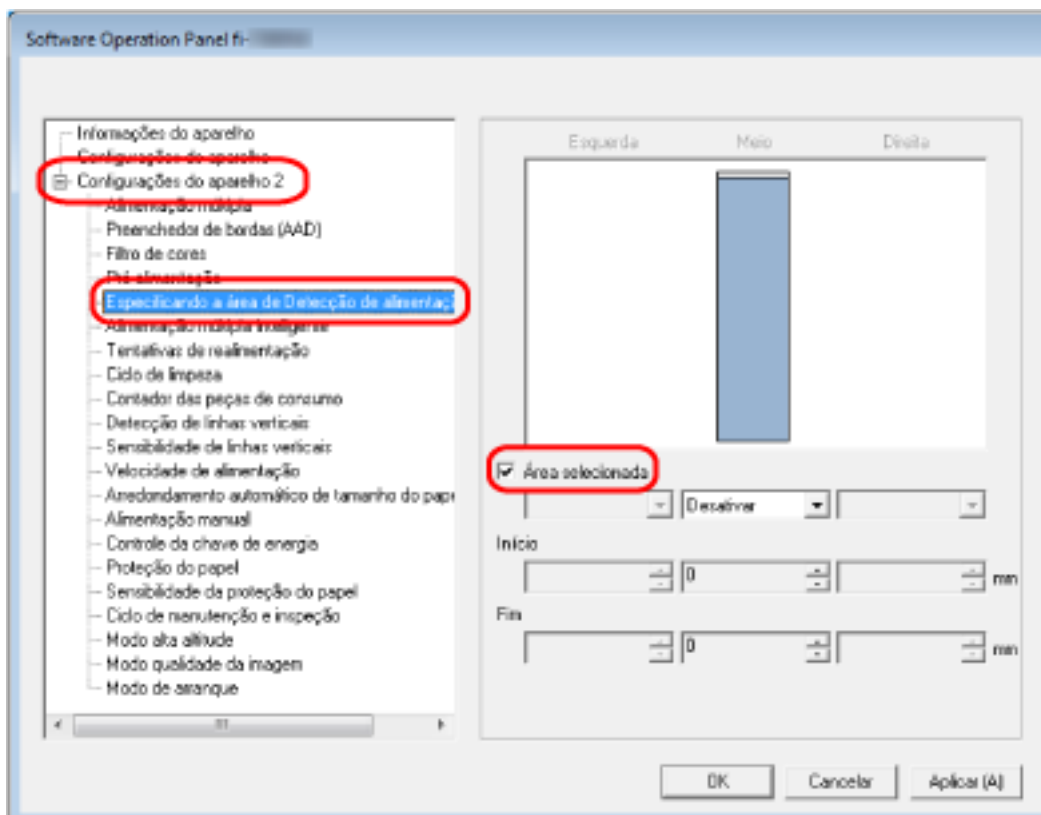 Software Operation Panel fi-
Informações do aparelho
Configurações do aparelho
Configurações do aparelho 2
Alimentação múltipla
Preenchedor de bordas (AAD)
Filtro de cores
Pré-alimentação
Especificando a área de Detecção de alimentaç
Alimentação múltipla Inteligente
Tentativas de realimentação
Ciclo de limpeza
Contador das peças de consumo
Detecção de linhas verticais
Sensibilidade de linhas verticais
Velocidade de alimentação
Arredondamento automático de tamanho do pape
Alimentação manual
Controle da chave de energia
Proteção do papel
Sensibilidade da proteção do papel
Ciclo de manutenção e inspeção
Modo alta altitude
Modo qualidade da imagem
Modo de arranque
Esquerda Meio Direita
Área selecionada
Desativar
Início
0 mm
Fim
0 mm
OK Cancelar Aplicar (A)